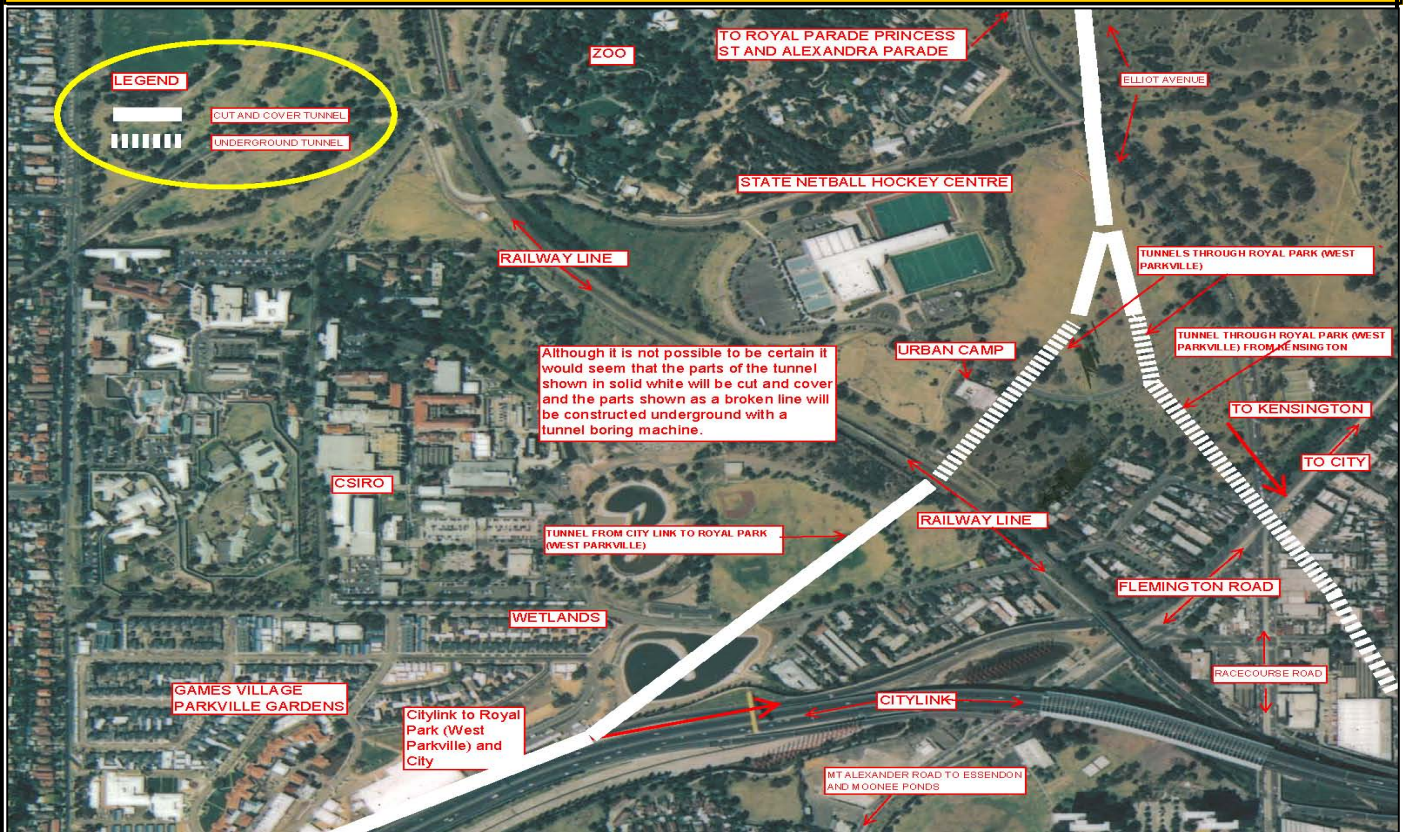 ZOO
TO ROYAL PARADE PRINCESS
ST AND ALEXANDRA PARADE
LEGEND
CUT AND COVER TUNNEL
UNDERGROUND TUNNEL
ELLIOT AVENUE
STATE NETBALL HOCKEY CENTRE
RAILWAY LINE
TUNNELS THROUGH ROYAL PARK (WEST
PARKVILLE)
TUNNEL THROUGH ROYAL PARK (WEST
PARKVILLE) FROM KENSINGTON
URBAN CAMP
Although it is not possible to be certain it
would seem that the parts of the tunnel
shown in solid white will be cut and cover
and the parts shown as a broken line will
be constructed underground with a
tunnel boring machine.
TO KENSINGTON
TO CITY
CSIRO
RAILWAY LINE
TUNNEL FROM CITY LINK TO ROYAL PARK
(WEST PARKVILLE)
FLEMINGTON ROAD
WETLANDS
RACECOURSE ROAD
GAMES VILLAGE
PARKVILLE GARDENS
CITYLINK
Citylink to Royal
Park (West
Parkville) and
City
MT ALEXANDER ROAD TO ESSENDON
AND MOONEE PONDS